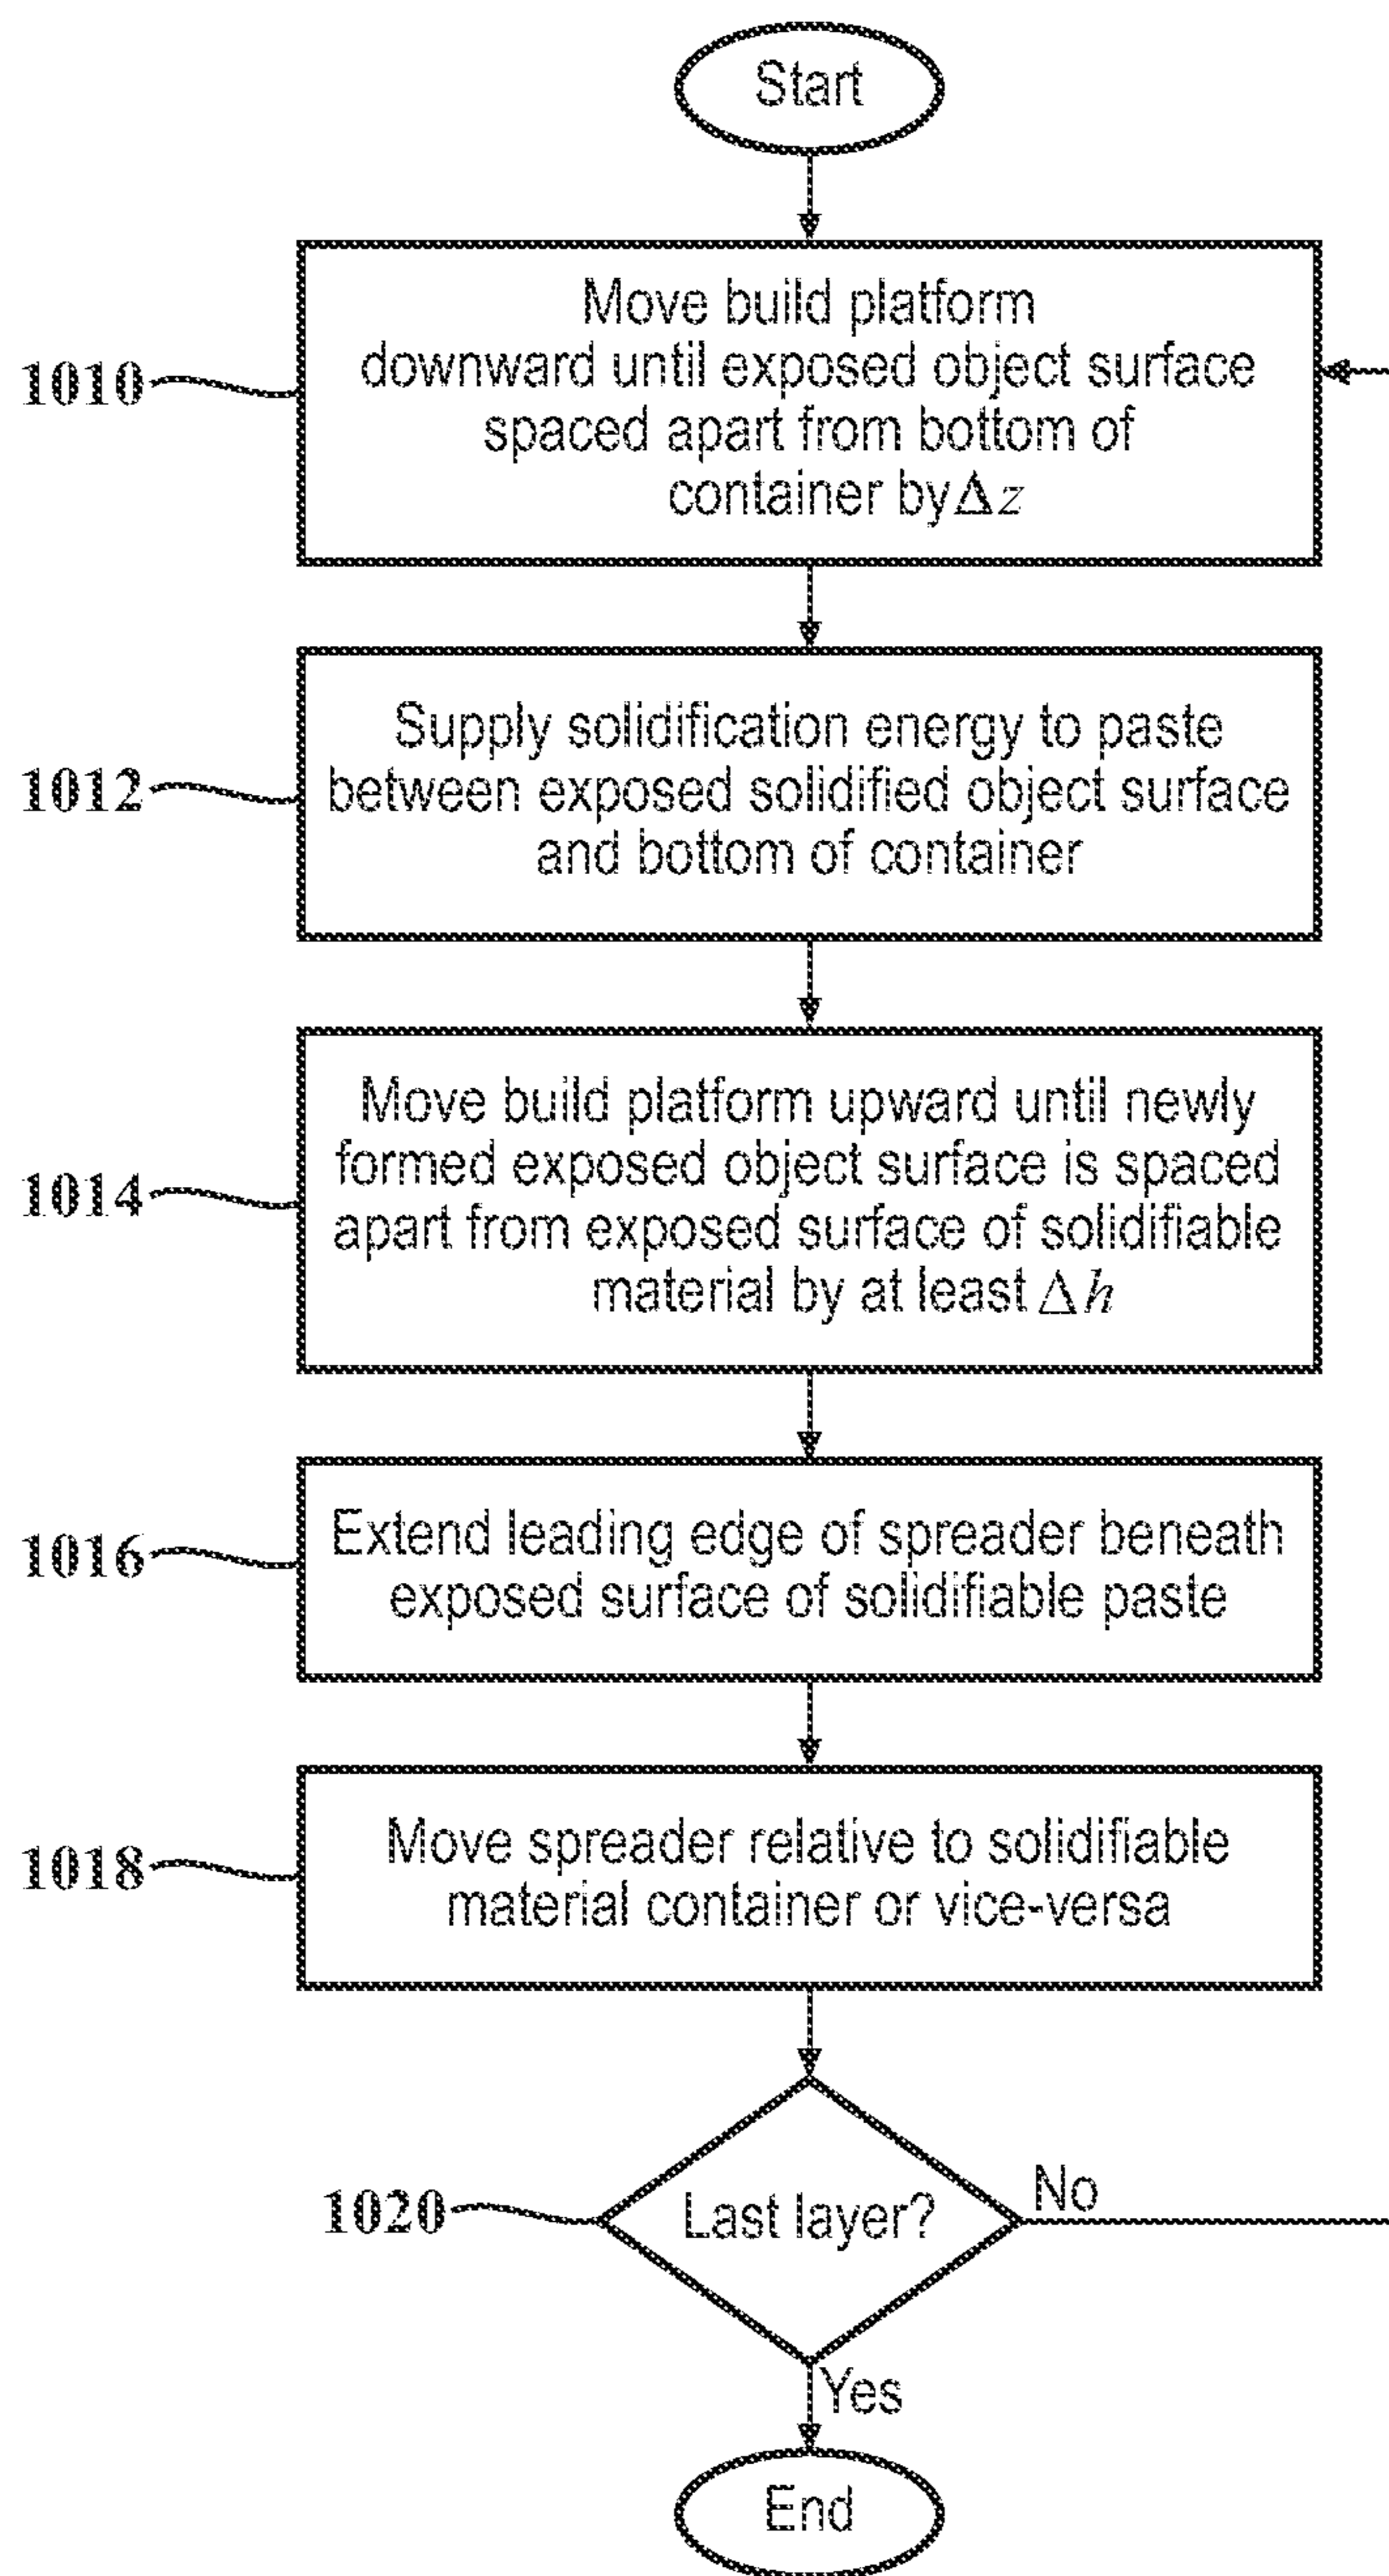 Start
Move build platform
downward until exposed object surface
spaced apart from bottom of
container by Δz
1010
Supply solidification energy to paste
between exposed solidified object surface
and bottom of container
1012
Move build platform upward until newly
formed exposed object surface is spaced
apart from exposed surface of solidifiable
material by at least Δh
1014
Extend leading edge of spreader beneath
exposed surface of solidifiable paste
1016
Move spreader relative to solidifiable
material container or vice-versa
1018
Last layer?
1020
No
Yes
End